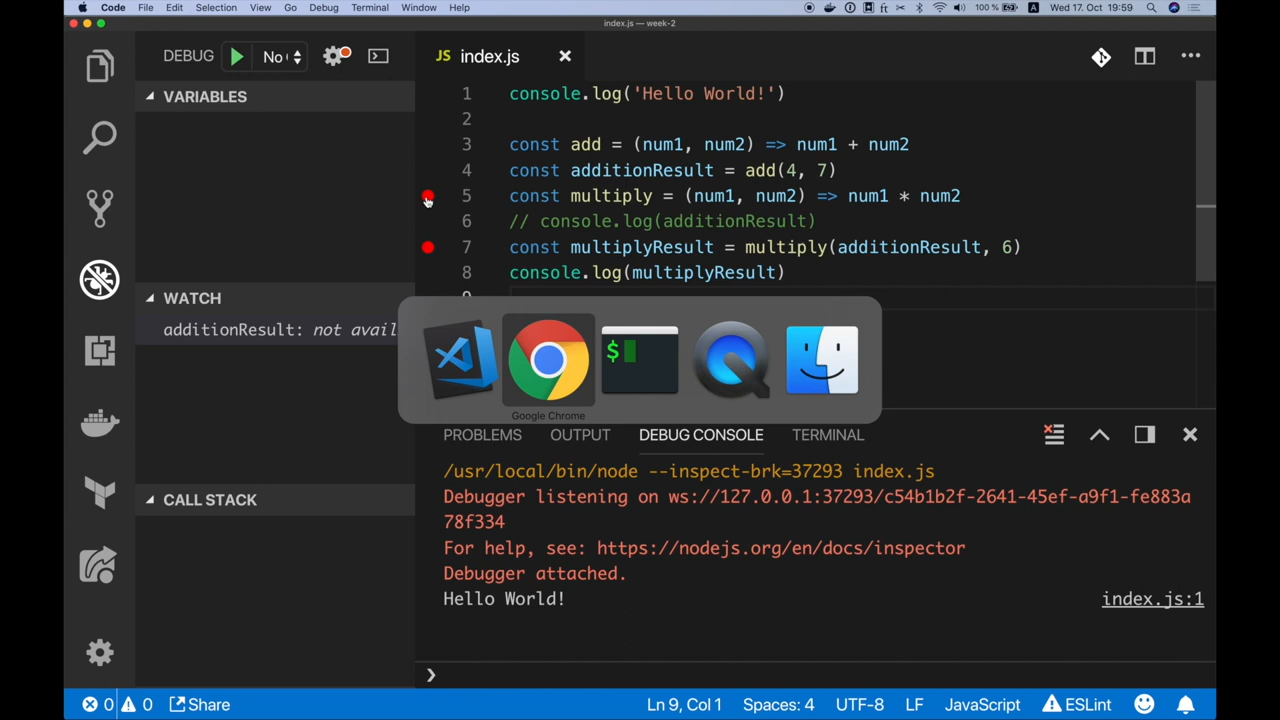 Code File Edit Selection View Go Debug Terminal Window Help 100 % A Wed 17. Oct 19:59
index.js — week-2
DEBUG No
JS index.js
VARIABLES
1 console.log('Hello World!')
2
3 const add = (num1, num2) => num1 + num2
4 const additionResult = add(4, 7)
5 const multiply = (num1, num2) => num1 * num2
6 // console.log(additionResult)
7 const multiplyResult = multiply(additionResult, 6)
8 console.log(multiplyResult)
9
WATCH
additionResult: not avail
$
Google Chrome
CALL STACK
PROBLEMS OUTPUT DEBUG CONSOLE TERMINAL
/usr/local/bin/node --inspect-brk=37293 index.js
Debugger listening on ws://127.0.0.1:37293/c54b1b2f-2641-45ef-a9f1-fe883a
78f334
For help, see: https://nodejs.org/en/docs/inspector
Debugger attached.
Hello World! index.js:1
❯
0 0 Share Ln 9, Col 1 Spaces: 4 UTF-8 LF JavaScript ESLint